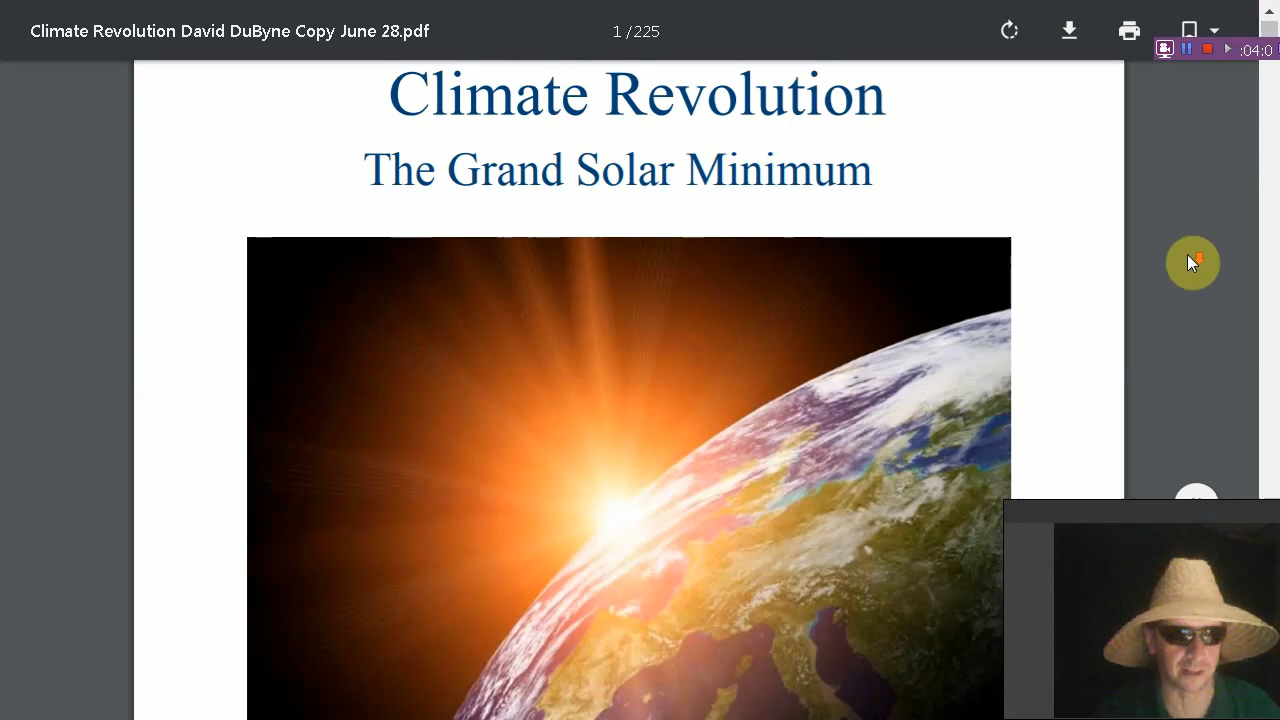 Climate Revolution David DuByne Copy June 28.pdf
1 / 225
:04:0
Climate Revolution
The Grand Solar Minimum